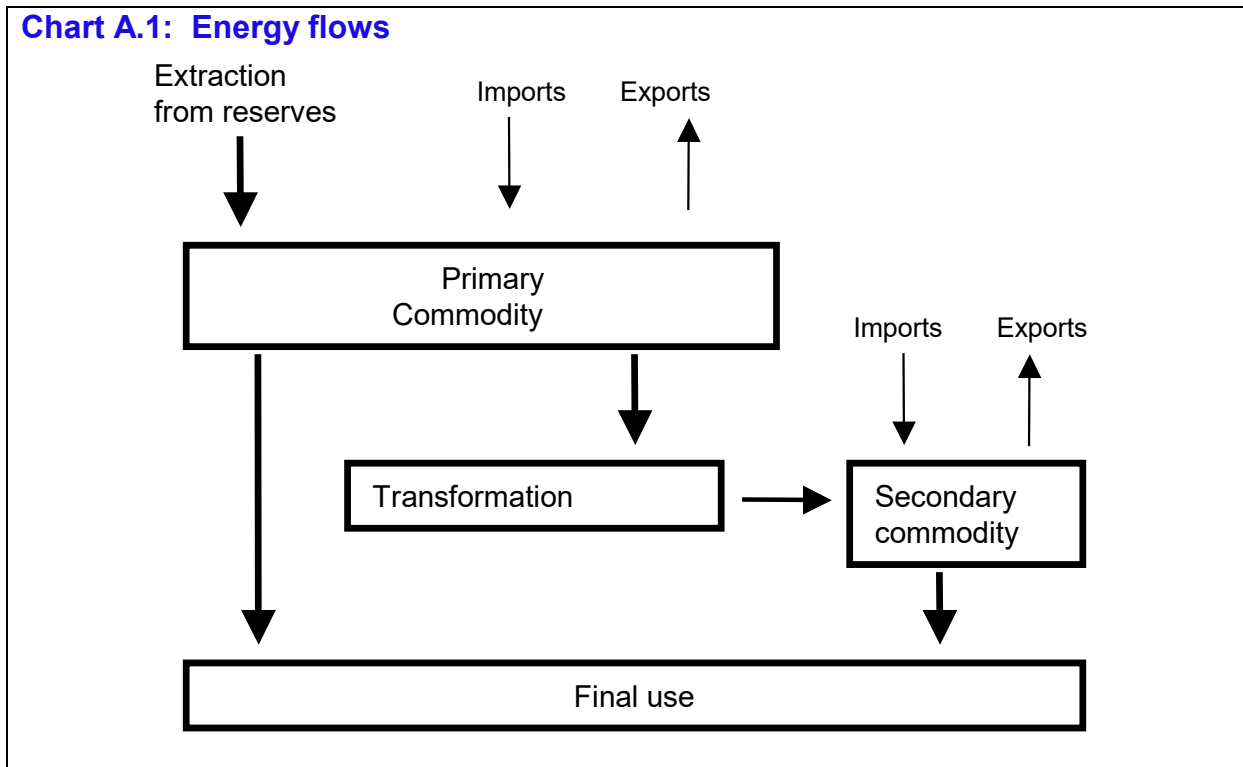 Chart A.1:  Energy flows
Extraction
from reserves
Imports
Exports
Primary
Commodity
Imports
Exports
Transformation
Secondary
commodity
Final use